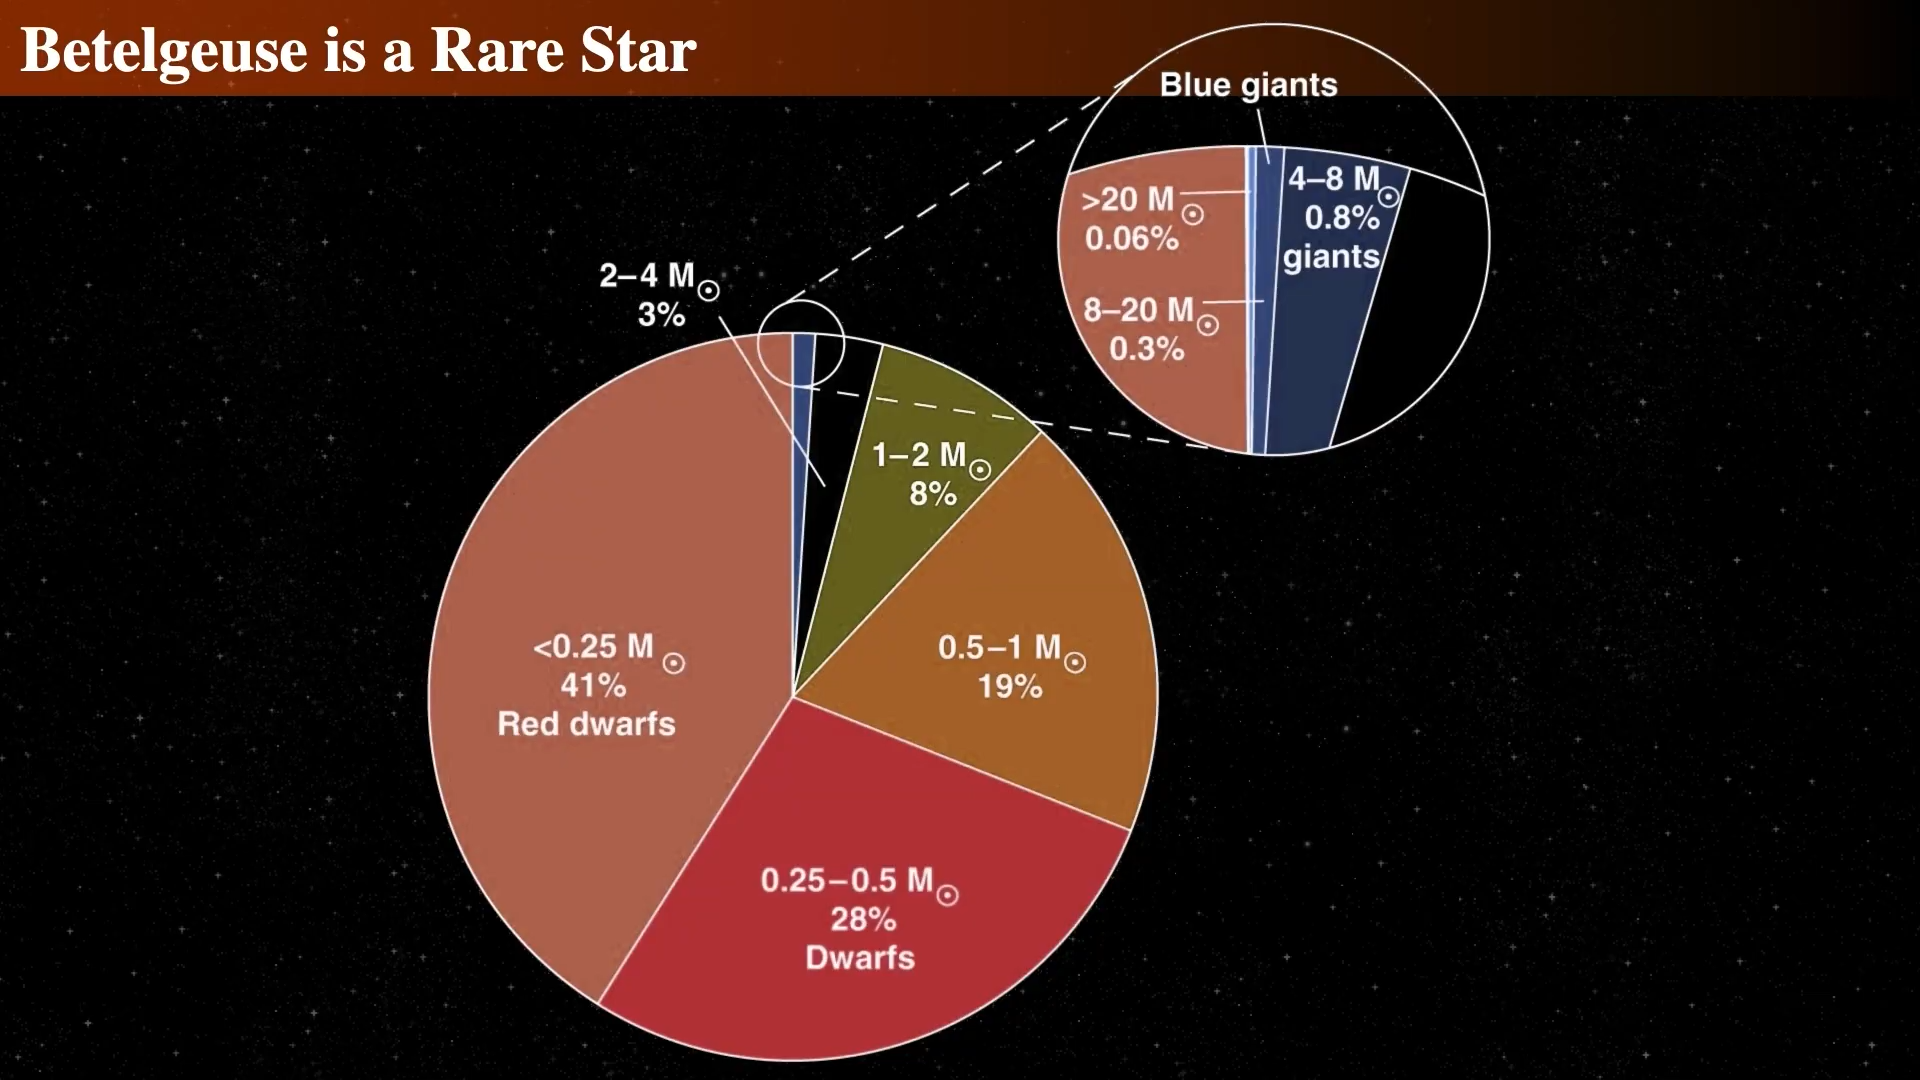 Betelgeuse is a Rare Star
Blue giants
>20 M☉
0.06%
4–8 M☉
0.8%
giants
8–20 M☉
0.3%
2–4 M☉
3%
1–2 M☉
8%
<0.25 M☉
41%
Red dwarfs
0.5–1 M☉
19%
0.25–0.5 M☉
28%
Dwarfs